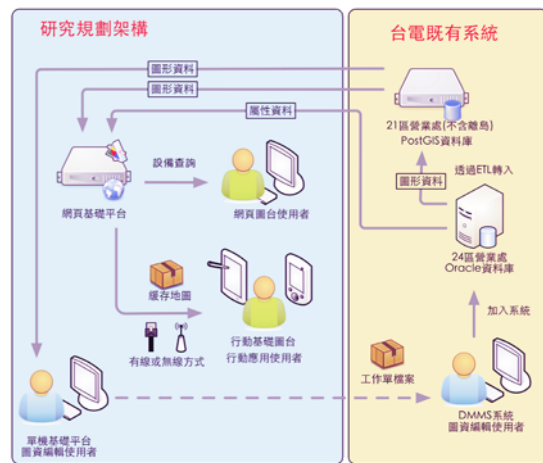 研究規劃架構
台電既有系統
圖形資料
圖形資料
屬性資料
21區營業處(不含離島)
PostGIS資料庫
設備查詢
透過ETL轉入
圖形資料
網頁基礎平台
網頁圖台使用者
24區營業處
Oracle資料庫
緩存地圖
加入系統
有線或無線方式
行動基礎圖台
行動應用使用者
工作單檔案
單機基礎平台
圖資編輯使用者
DMMS系統
圖資編輯使用者